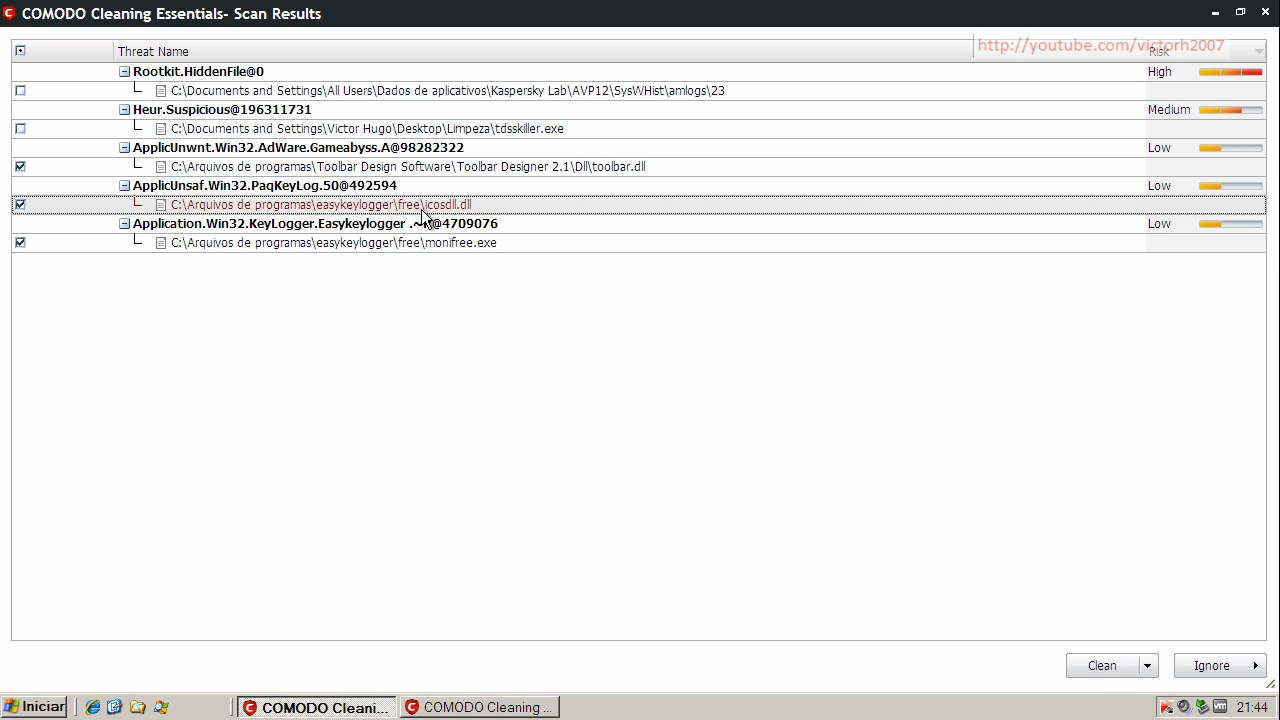 COMODO Cleaning Essentials- Scan Results
http://youtube.com/victorh2007
Threat Name Risk
Rootkit.HiddenFile@0 High
C:\Documents and Settings\All Users\Dados de aplicativos\Kaspersky Lab\AVP12\SysWHist\amlogs\23
Heur.Suspicious@196311731 Medium
C:\Documents and Settings\Victor Hugo\Desktop\Limpeza\tdsskiller.exe
ApplicUnwnt.Win32.AdWare.Gameabyss.A@98282322 Low
C:\Arquivos de programas\Toolbar Design Software\Toolbar Designer 2.1\Dll\toolbar.dll
ApplicUnsaf.Win32.PaqKeyLog.50@492594 Low
C:\Arquivos de programas\easykeylogger\free\icosdll.dll
Application.Win32.KeyLogger.Easykeylogger Low
C:\Arquivos de programas\easykeylogger\free\monifree.exe
Clean Ignore
Iniciar COMODO Cleani... COMODO Cleaning ... 21:44